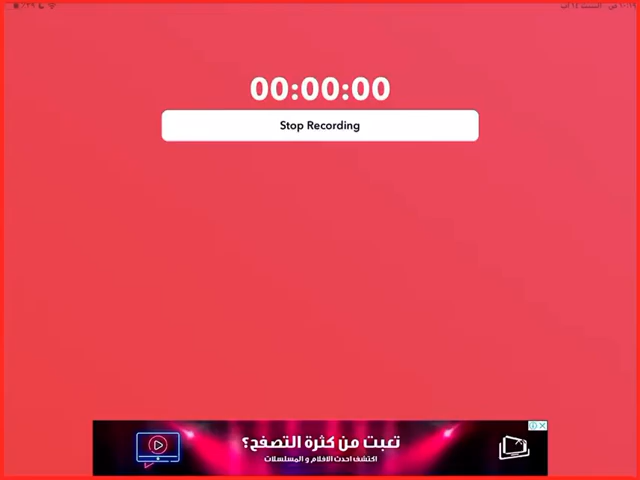 00:00:00
Stop Recording
تعبت من كثرة التصفح؟
اكتشف احدث الافلام و المسلسلات